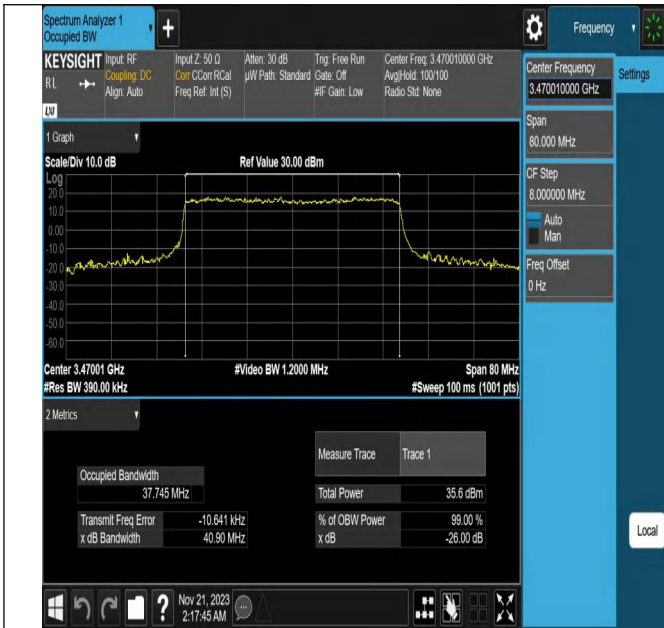 Spectrum Analyzer 1
Occupied BW
Frequency
KEYSIGHT
RL
LXI
Input: RF
Coupling: DC
Align: Auto
Input Z: 50 Ω
Corr CCorr RCal
Freq Ref: Int (S)
Atten: 30 dB
µW Path: Standard
Trig: Free Run
Gate: Off
#IF Gain: Low
Center Freq: 3.470010000 GHz
Avg|Hold: 100/100
Radio Std: None
Center Frequency
3.470010000 GHz
Settings
Span
80.000 MHz
CF Step
8.000000 MHz
Auto
Man
Freq Offset
0 Hz
1 Graph
Scale/Div 10.0 dB
Ref Value 30.00 dBm
Log
20.0
10.0
0.00
-10.0
-20.0
-30.0
-40.0
-50.0
-60.0
Center 3.47001 GHz
#Video BW 1.2000 MHz
Span 80 MHz
#Res BW 390.00 kHz
#Sweep 100 ms (1001 pts)
2 Metrics
Measure Trace
Trace 1
Occupied Bandwidth
37.745 MHz
Total Power
35.6 dBm
Transmit Freq Error
-10.641 kHz
% of OBW Power
99.00 %
x dB Bandwidth
40.90 MHz
x dB
-26.00 dB
Local
?
Nov 21, 2023
2:17:45 AM